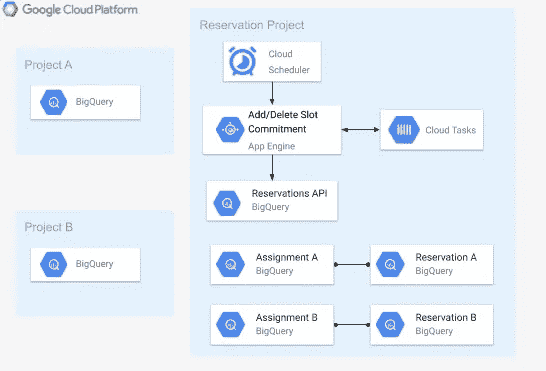 Google Cloud Platform
Project A
BigQuery
Project B
BigQuery
Reservation Project
Cloud
Scheduler
Add/Delete Slot
Commitment
App Engine
Cloud Tasks
Reservations API
BigQuery
Assignment A
BigQuery
Reservation A
BigQuery
Assignment B
BigQuery
Reservation B
BigQuery